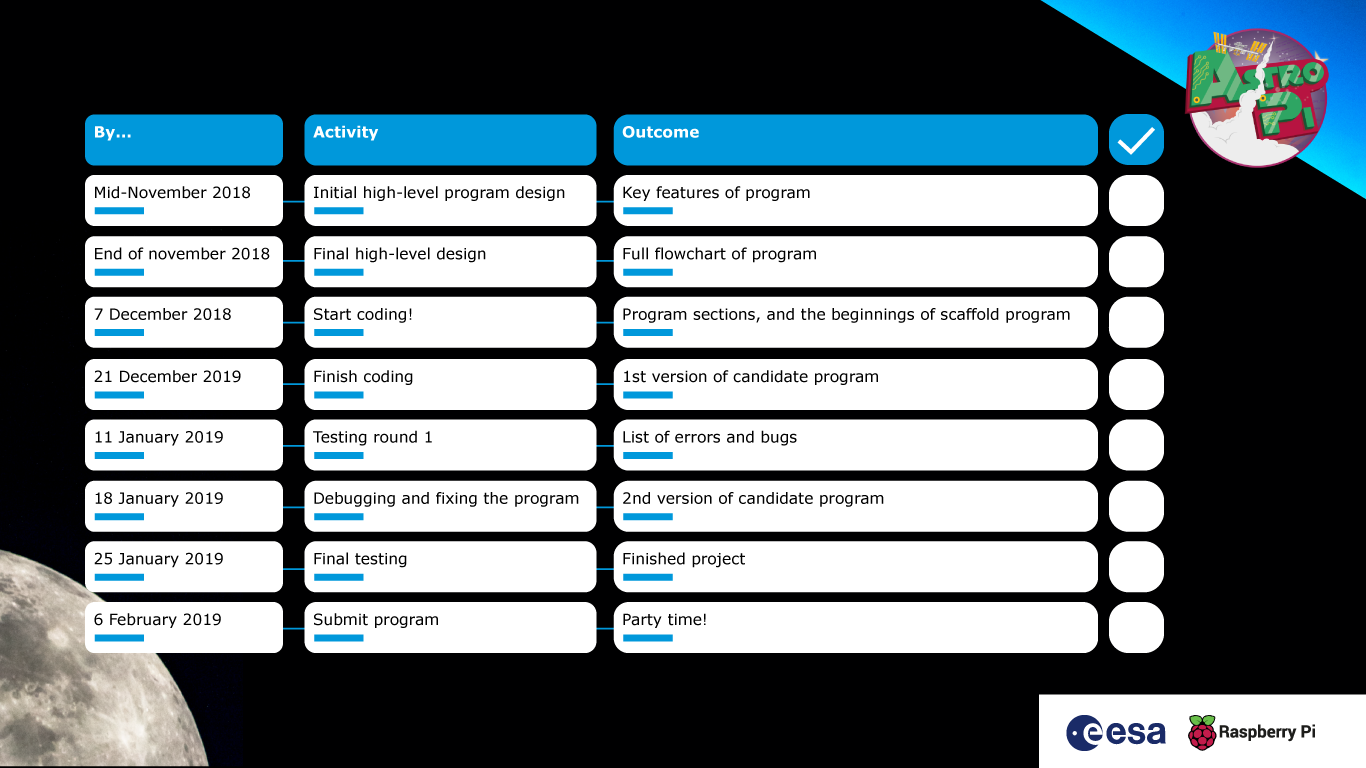 ASTRO
Pi
By...
Activity
Outcome
Mid-November 2018
Initial high-level program design
Key features of program
End of november 2018
Final high-level design
Full flowchart of program
7 December 2018
Start coding!
Program sections, and the beginnings of scaffold program
21 December 2019
Finish coding
1st version of candidate program
11 January 2019
Testing round 1
List of errors and bugs
18 January 2019
Debugging and fixing the program
2nd version of candidate program
25 January 2019
Final testing
Finished project
6 February 2019
Submit program
Party time!
esa
Raspberry Pi